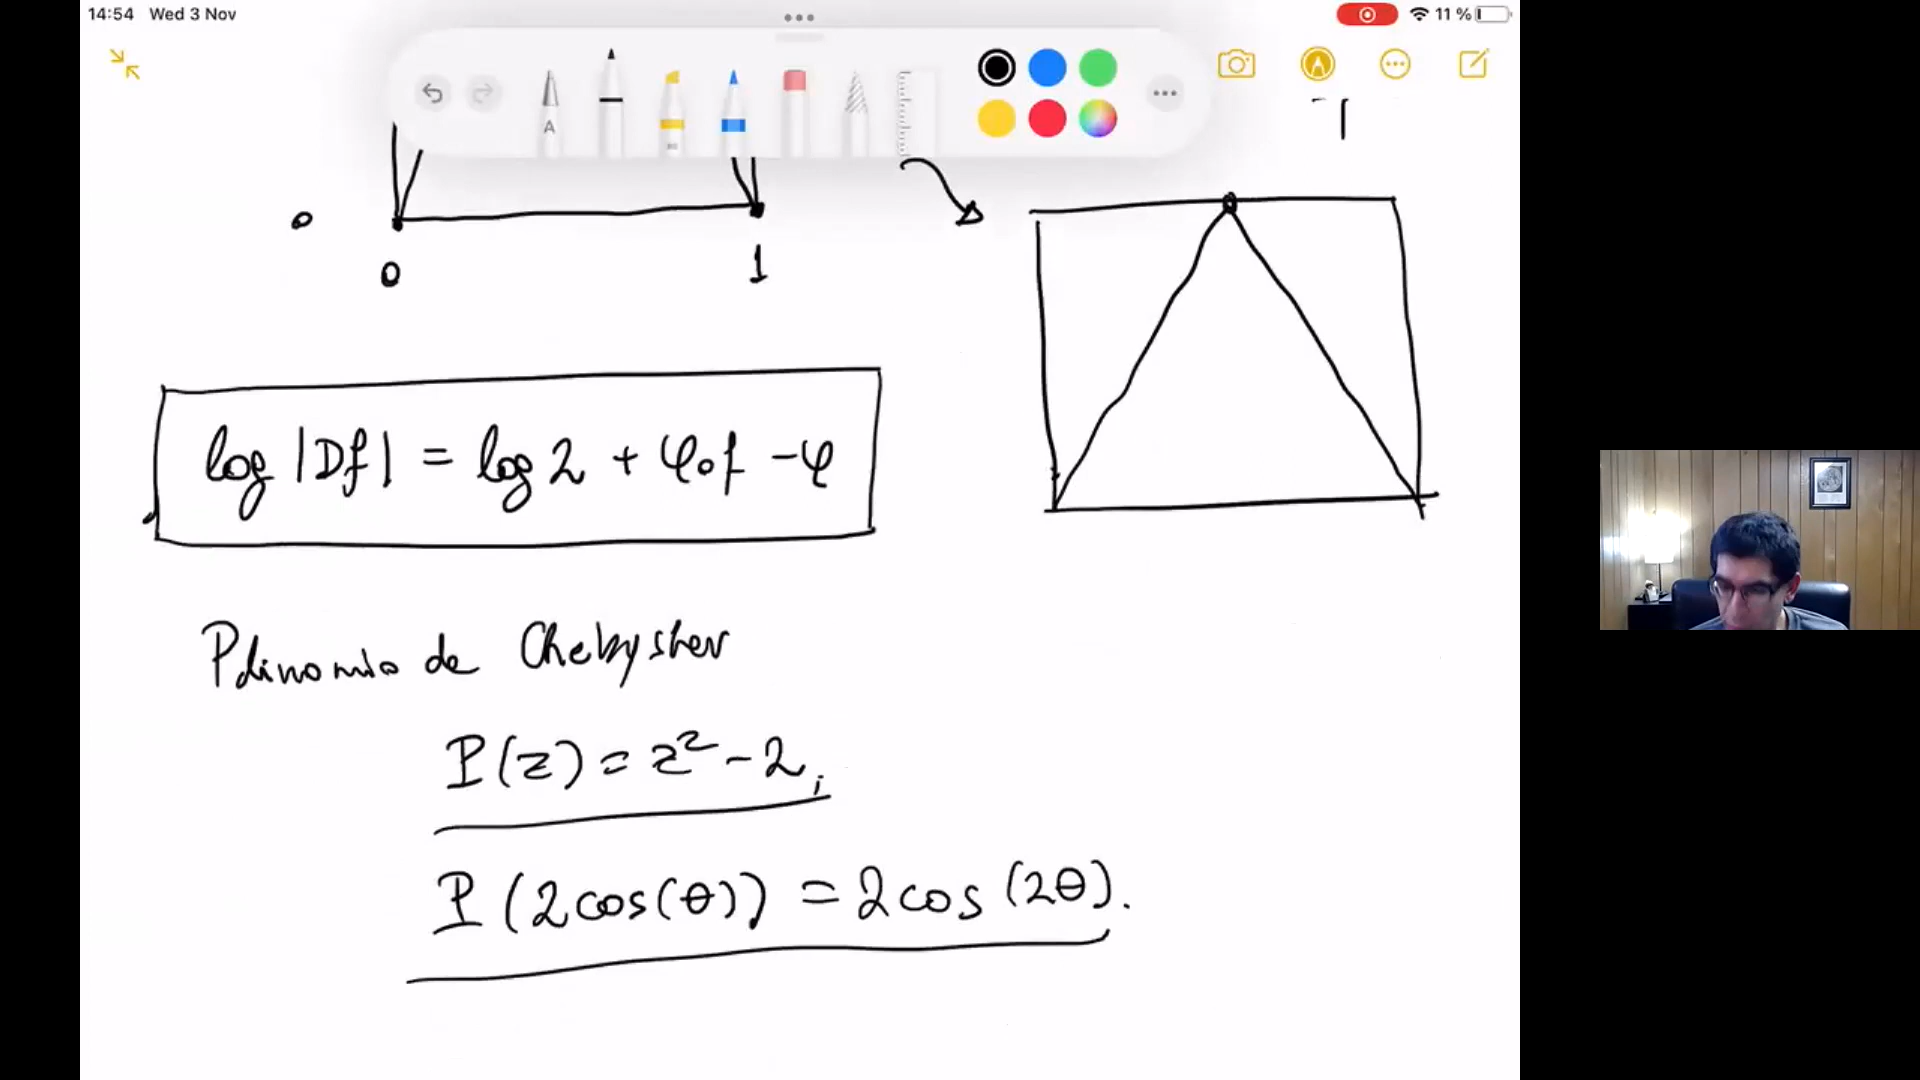 14:54 Wed 3 Nov 11 %
A
0
0 1
log |Df| = log 2 + φ∘f - φ
Polinomio de Chebyshev
P(z) = z² - 2,
P(2cos(θ)) = 2cos(2θ).